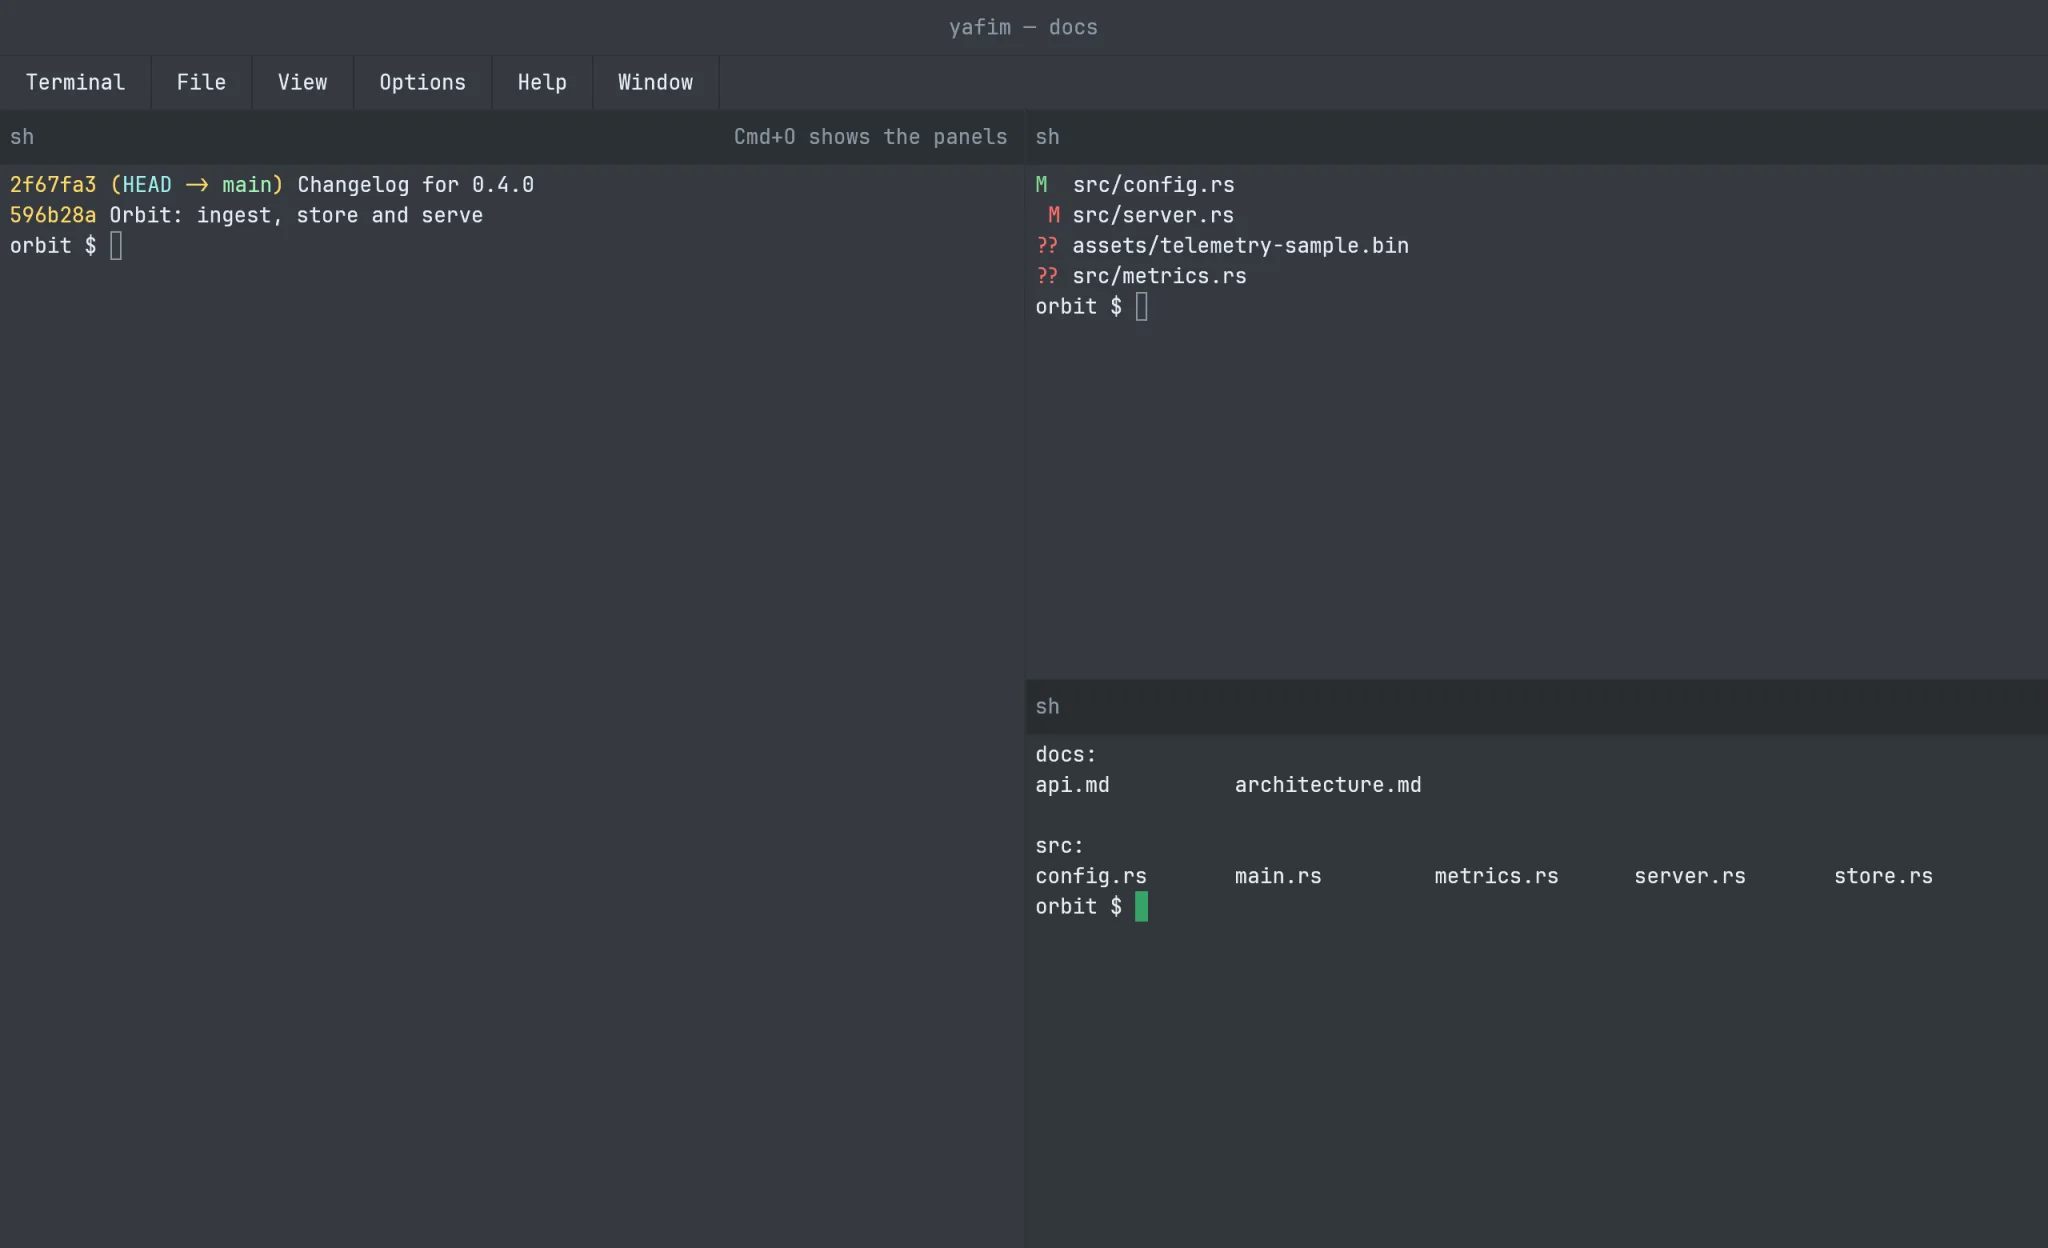 yafim — docs
Terminal File View Options Help Window
sh Cmd+O shows the panels
2f67fa3 (HEAD -> main) Changelog for 0.4.0
596b28a Orbit: ingest, store and serve
orbit $
sh
M src/config.rs
M src/server.rs
?? assets/telemetry-sample.bin
?? src/metrics.rs
orbit $
sh
docs:
api.md architecture.md
src:
config.rs main.rs metrics.rs server.rs store.rs
orbit $